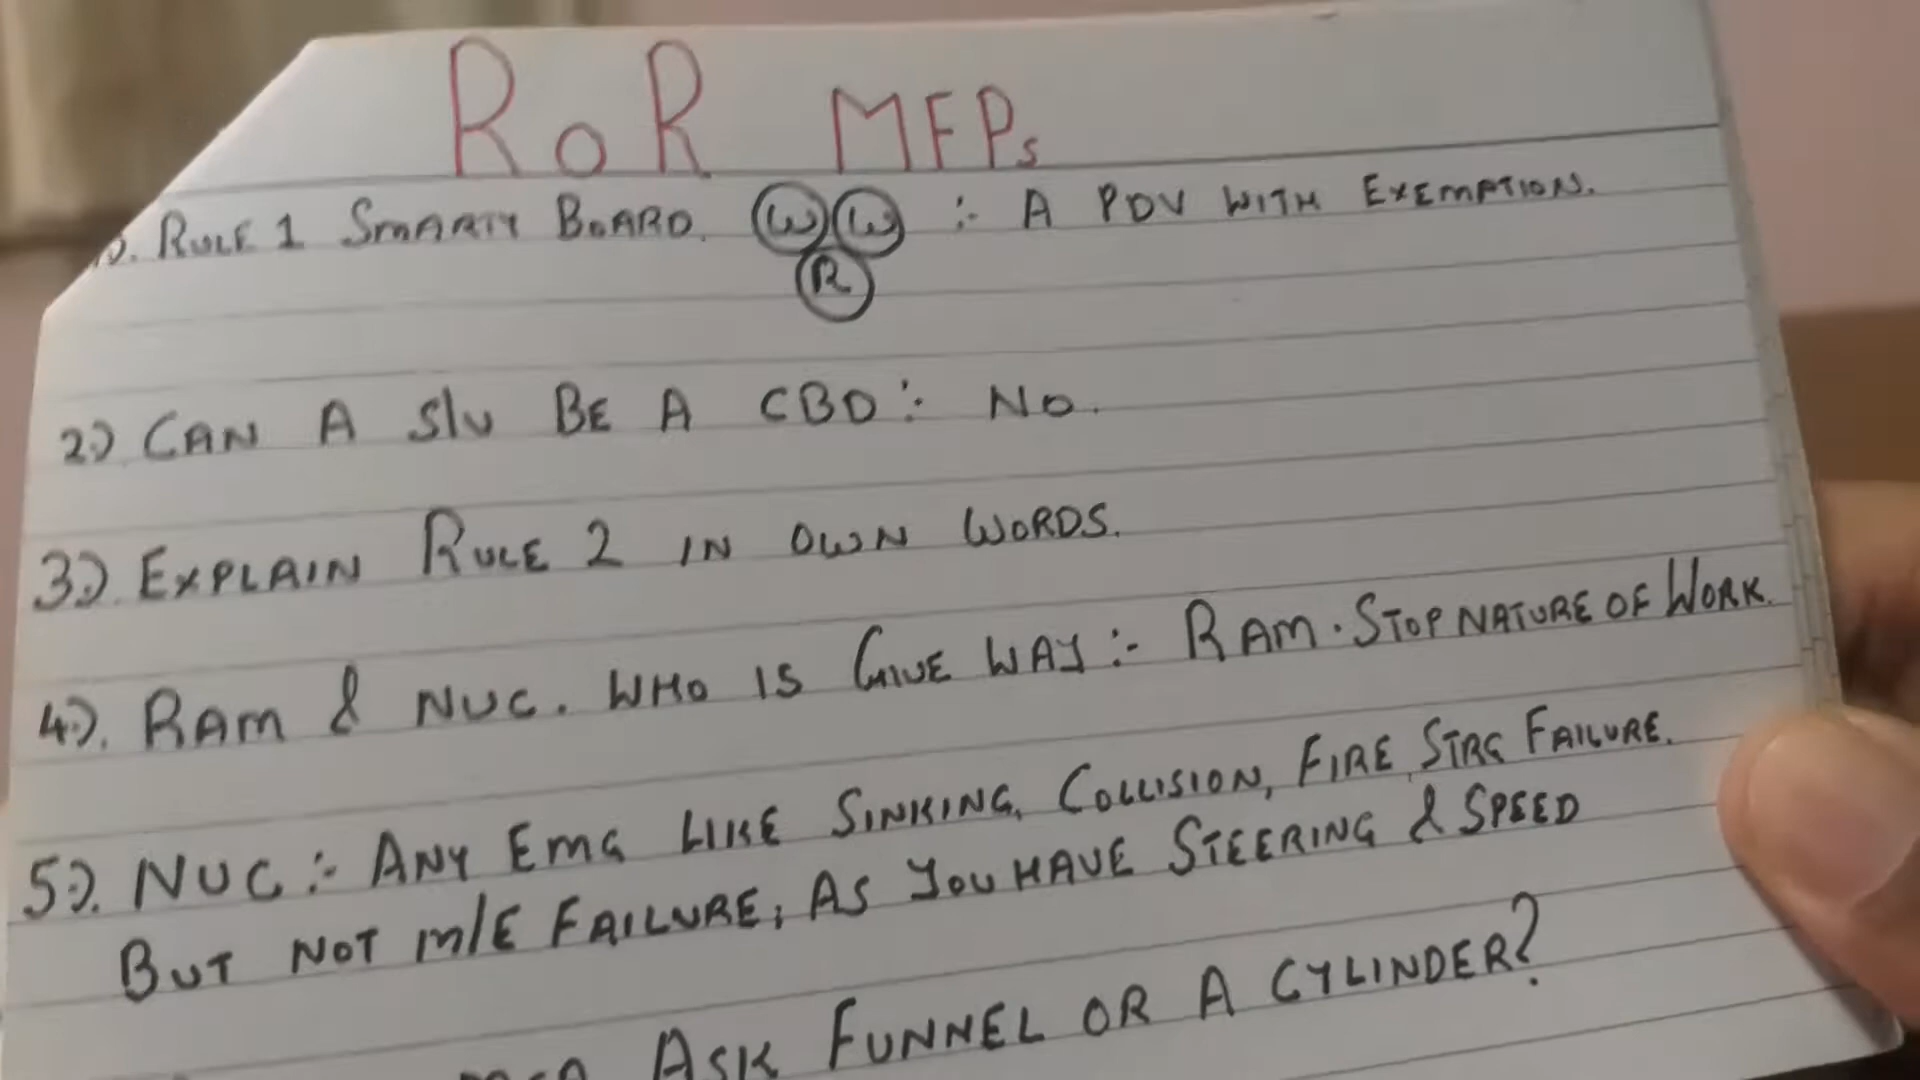 RoR MFPs
1). RULE 1 SMARTY BOARD. W W :- A PDV WITH EXEMPTION.
R
2:) CAN A S/V BE A CBD :- NO.
3:). EXPLAIN RULE 2 IN OWN WORDS.
4:). RAM & NUC. WHO IS GIVE WAY :- RAM. STOP NATURE OF WORK.
5:). NUC :- ANY EMG LIKE SINKING, COLLISION, FIRE, STRG FAILURE.
BUT NOT M/E FAILURE, AS YOU HAVE STEERING & SPEED
ASK FUNNEL OR A CYLINDER?